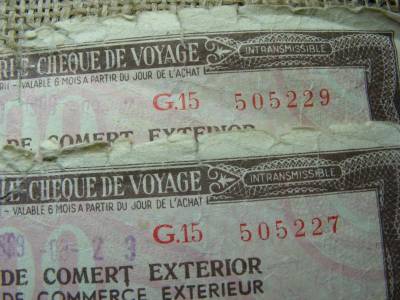 CHEQUE DE VOYAGE
INTRANSMISSIBLE
VALABLE 6 MOIS A PARTIR DU JOUR DE L'ACHAT
G.15 505229
DE COMERT EXTERIOR
CHEQUE DE VOYAGE
INTRANSMISSIBLE
VALABLE 6 MOIS A PARTIR DU JOUR DE L'ACHAT
G.15 505227
DE COMERȚ EXTERIOR
DE COMMERCE EXTERIEUR